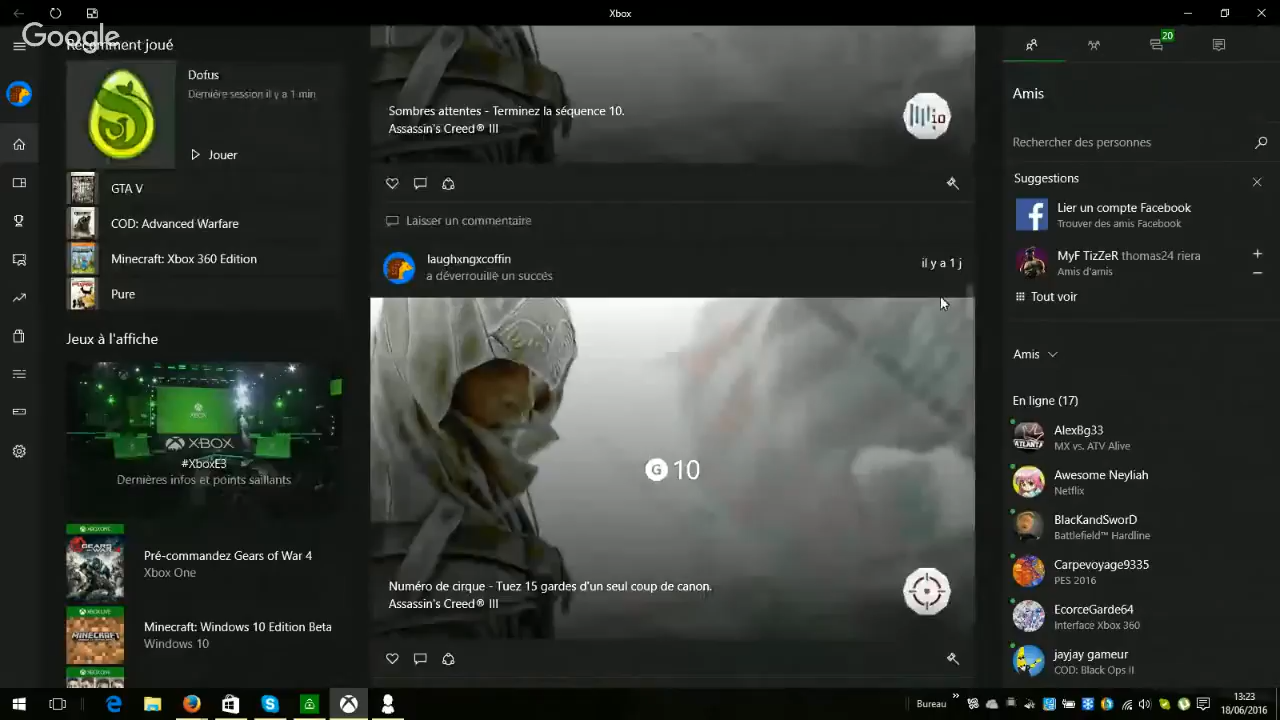 Xbox
Google
Récemment joué
Dofus
Dernière session il y a 1 min
Jouer
GTA V
COD: Advanced Warfare
Minecraft: Xbox 360 Edition
Pure
Jeux à l'affiche
XBOX
#XboxE3
Dernières infos et points saillants
Pré-commandez Gears of War 4
Xbox One
MINECRAFT
Minecraft: Windows 10 Edition Beta
Windows 10
Sombres attentes - Terminez la séquence 10.
Assassin's Creed® III
Laisser un commentaire
laughxngxcoffin
a déverrouillé un succès
il y a 1 j
G 10
Numéro de cirque - Tuez 15 gardes d'un seul coup de canon.
Assassin's Creed® III
20
Amis
Rechercher des personnes
Suggestions
Lier un compte Facebook
Trouver des amis Facebook
MyF TizZeR thomas24 riera
Amis d'amis
Tout voir
Amis
En ligne (17)
AlexBg33
MX vs. ATV Alive
Awesome Neyliah
Netflix
BlacKandSworD
Battlefield™ Hardline
Carpevoyage9335
PES 2016
EcorceGarde64
Interface Xbox 360
jayjay gameur
COD: Black Ops II
Bureau
13:23
18/06/2016